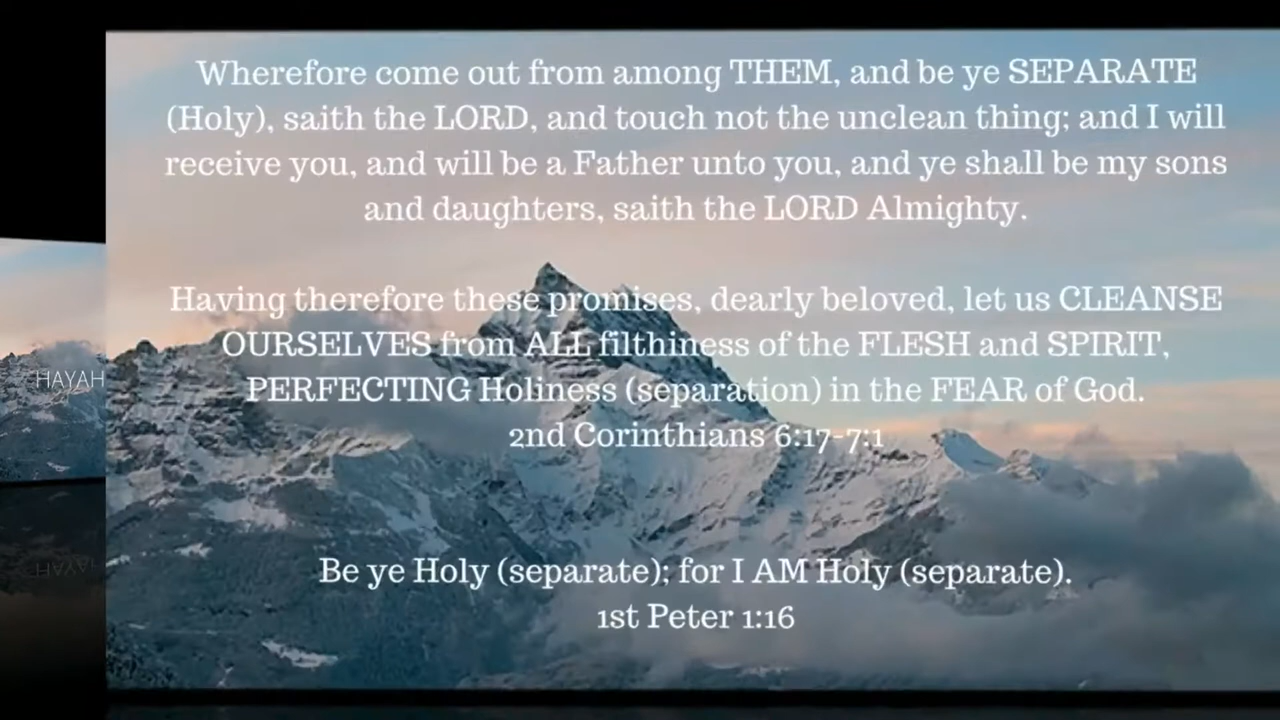 Wherefore come out from among THEM, and be ye SEPARATE
(Holy), saith the LORD, and touch not the unclean thing; and I will
receive you, and will be a Father unto you, and ye shall be my sons
and daughters, saith the LORD Almighty.
Having therefore these promises, dearly beloved, let us CLEANSE
OURSELVES from ALL filthiness of the FLESH and SPIRIT,
PERFECTING Holiness (separation) in the FEAR of God.
2nd Corinthians 6:17-7:1
Be ye Holy (separate); for I AM Holy (separate).
1st Peter 1:16
HAYAH